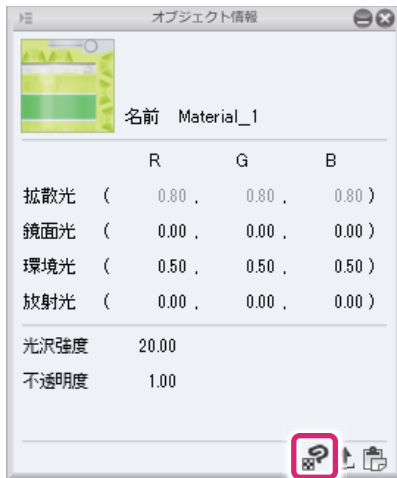 オブジェクト情報
名前 Material_1
R G B
拡散光 ( 0.80 , 0.80 , 0.80 )
鏡面光 ( 0.00 , 0.00 , 0.00 )
環境光 ( 0.50 , 0.50 , 0.50 )
放射光 ( 0.00 , 0.00 , 0.00 )
光沢強度 20.00
不透明度 1.00